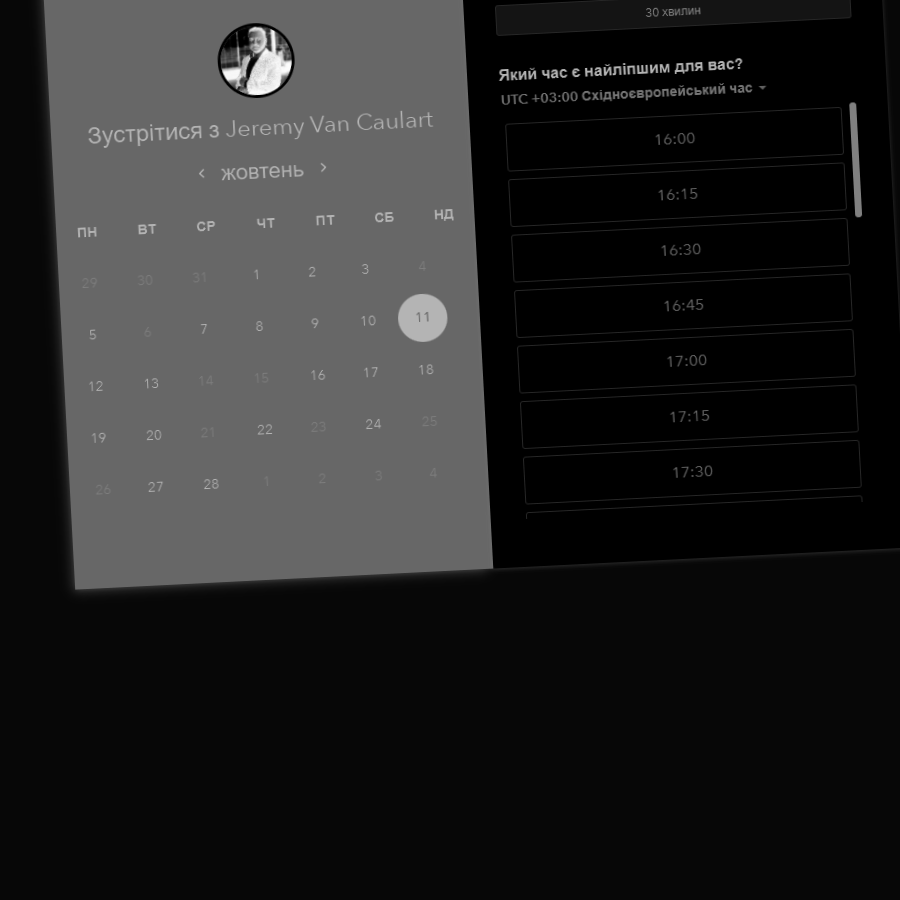 Зустрітися з Jeremy Van Caulart
‹ жовтень ›
ПН ВТ СР ЧТ ПТ СБ НД
29 30 31 1 2 3 4
5 6 7 8 9 10 11
12 13 14 15 16 17 18
19 20 21 22 23 24 25
26 27 28 1 2 3 4
30 хвилин
Який час є найліпшим для вас?
UTC +03:00 Східноєвропейський час
16:00
16:15
16:30
16:45
17:00
17:15
17:30